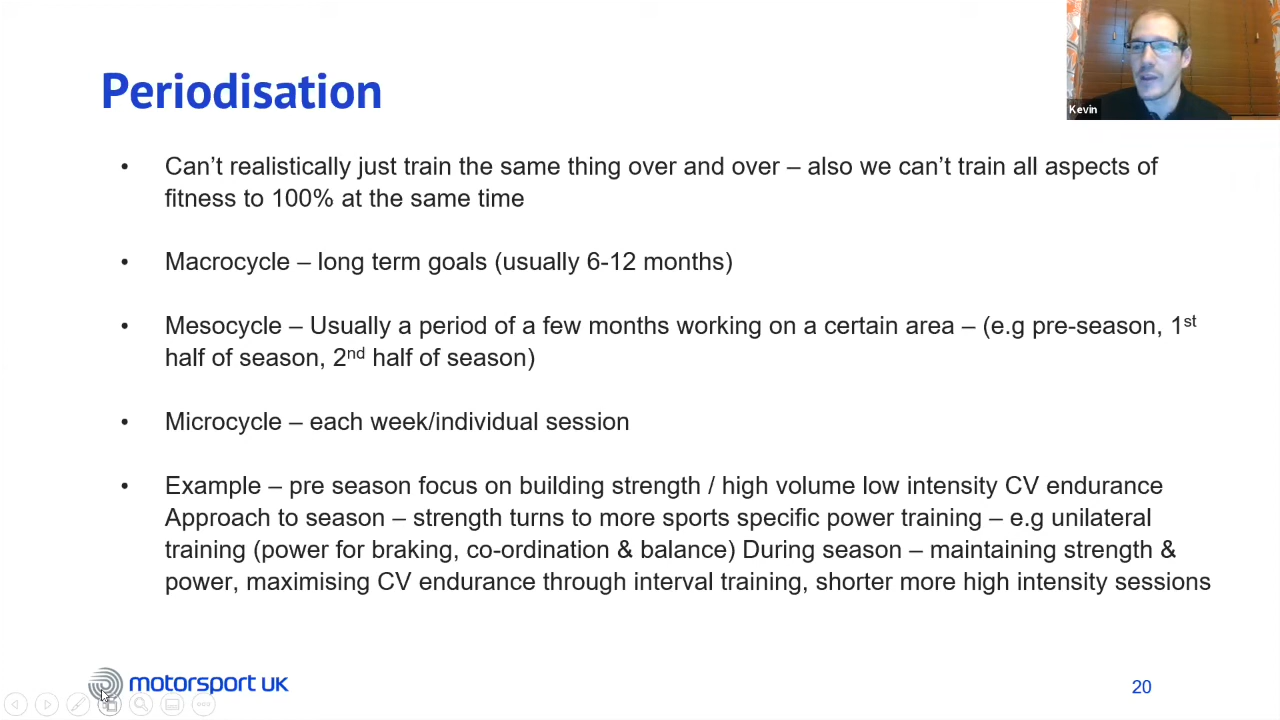 Periodisation
Kevin
• Can’t realistically just train the same thing over and over – also we can’t train all aspects of
fitness to 100% at the same time
• Macrocycle – long term goals (usually 6-12 months)
• Mesocycle – Usually a period of a few months working on a certain area – (e.g pre-season, 1st
half of season, 2nd half of season)
• Microcycle – each week/individual session
• Example – pre season focus on building strength / high volume low intensity CV endurance
Approach to season – strength turns to more sports specific power training – e.g unilateral
training (power for braking, co-ordination & balance) During season – maintaining strength &
power, maximising CV endurance through interval training, shorter more high intensity sessions
motorsport UK
20